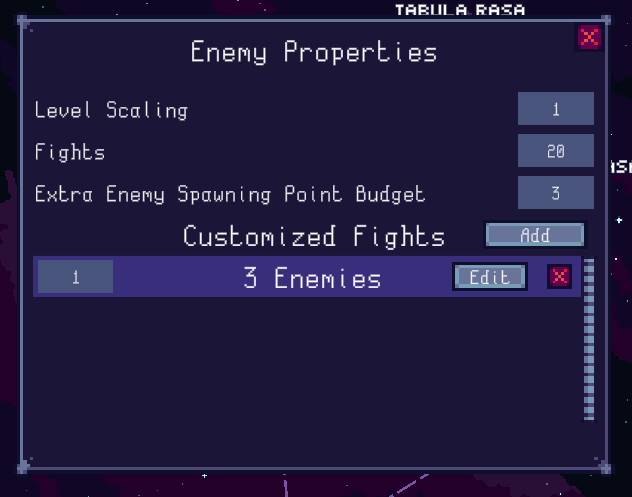 TABULA RASA
Enemy Properties
Level Scaling 1
Fights 20
Extra Enemy Spawning Point Budget 3
Customized Fights Add
1 3 Enemies Edit